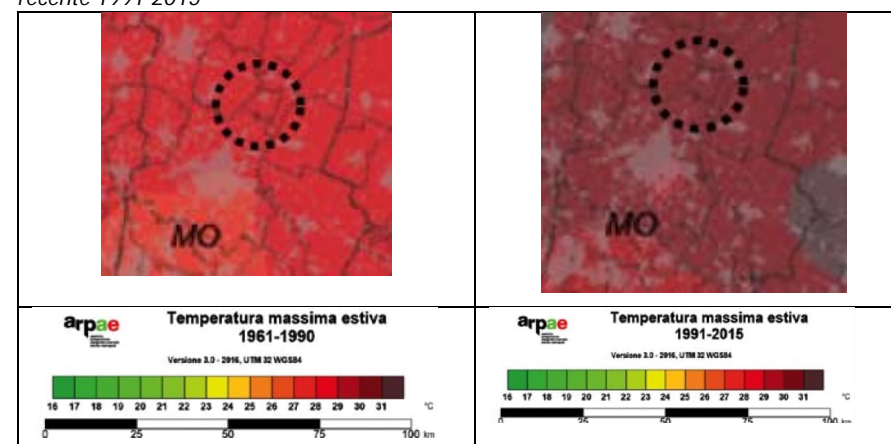 recente 1991-2015
MO
MO
arpae
Temperatura massima estiva
1961-1990
Versione 3.0 - 2016, UTM 32 WGS84
16 17 18 19 20 21 22 23 24 25 26 27 28 29 30 31 °C
0 25 50 75 100 km
arpae
Temperatura massima estiva
1991-2015
Versione 3.0 - 2016, UTM 32 WGS84
16 17 18 19 20 21 22 23 24 25 26 27 28 29 30 31 °C
0 25 50 75 100 km